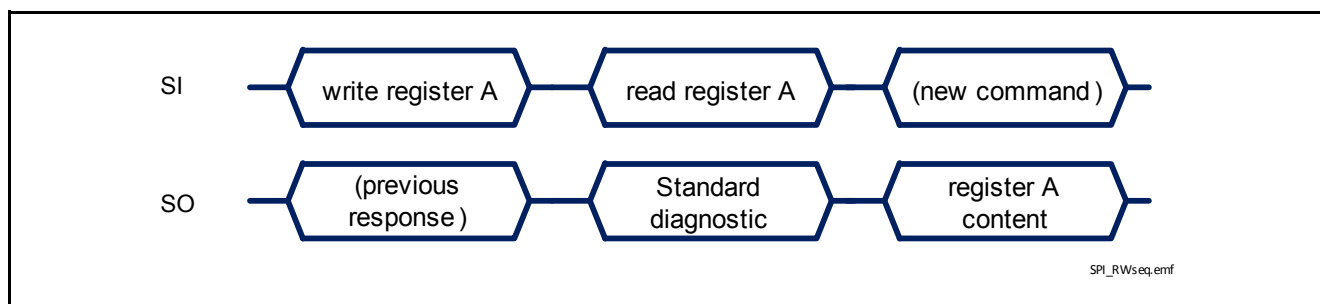 SI
write register A
read register A
(new command)
SO
(previous
response)
Standard
diagnostic
register A
content
SPI_RWseq.emf